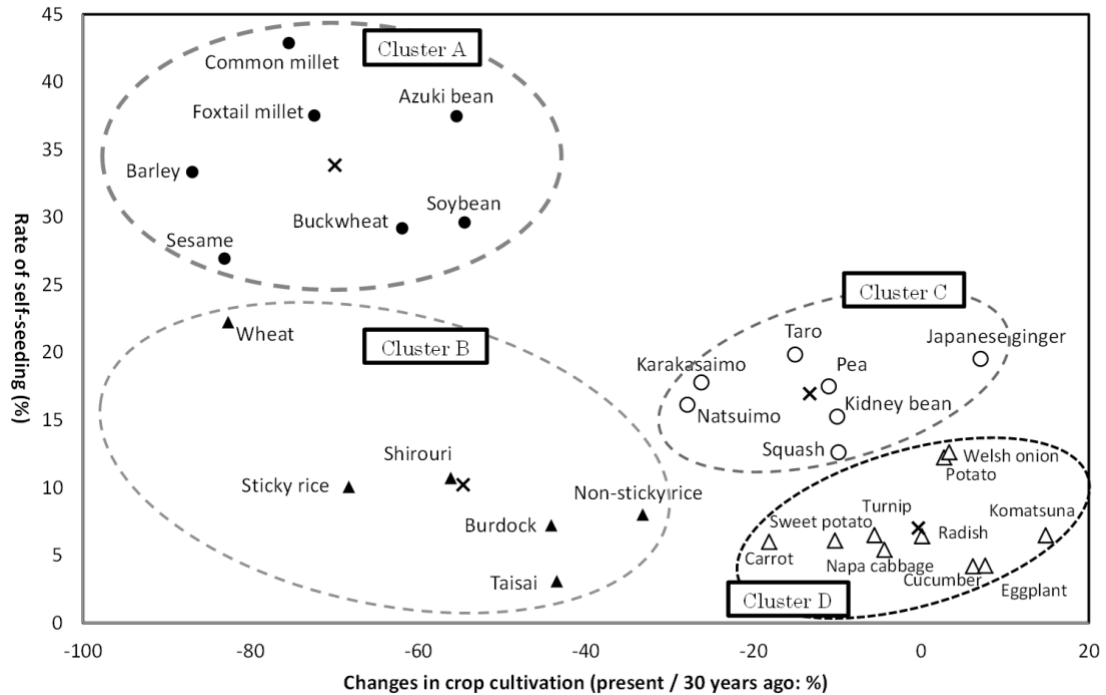 Rate of self-seeding (%)
45
40
35
30
25
20
15
10
5
0
Cluster A
Common millet
Foxtail millet
Azuki bean
Barley
Buckwheat
Soybean
Sesame
Cluster B
Wheat
Shirouri
Sticky rice
Non-sticky rice
Burdock
Taisai
Cluster C
Taro
Japanese ginger
Karakasaimo
Pea
Natsuimo
Kidney bean
Squash
Welsh onion
Potato
Turnip
Komatsuna
Sweet potato
Radish
Carrot
Napa cabbage
Cucumber
Eggplant
Cluster D
-100
-80
-60
-40
-20
0
20
Changes in crop cultivation (present / 30 years ago: %)